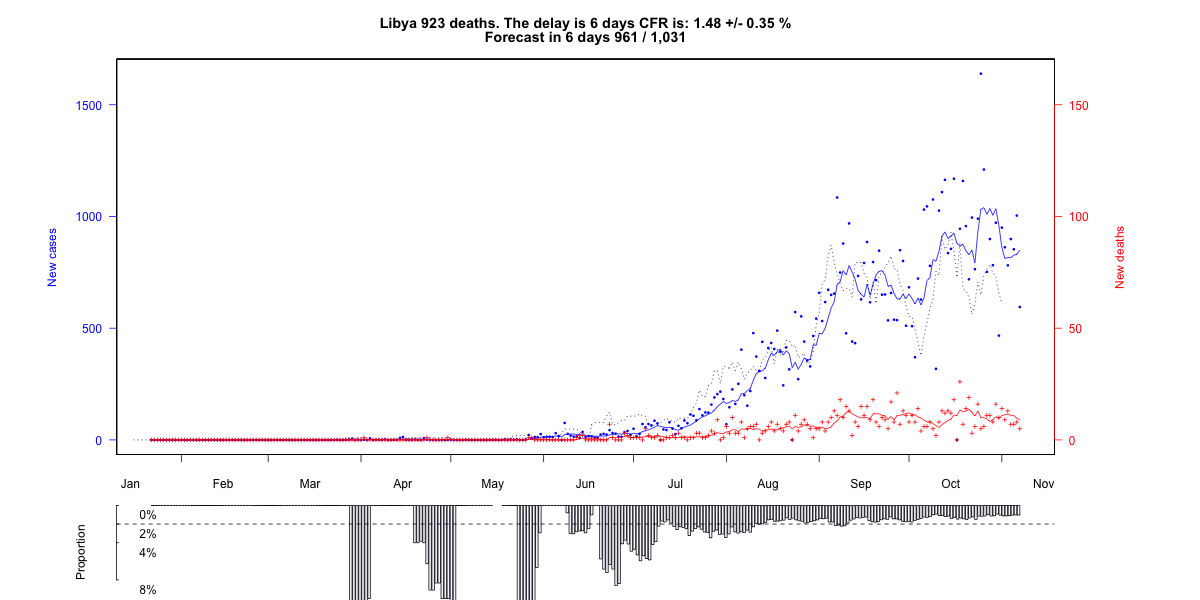 Libya 923 deaths. The delay is 6 days CFR is: 1.48 +/- 0.35 %
Forecast in 6 days 961 / 1,031
1500
1000
500
0
New cases
150
100
50
0
New deaths
Jan Feb Mar Apr May Jun Jul Aug Sep Oct Nov
Proportion
0%
2%
4%
8%